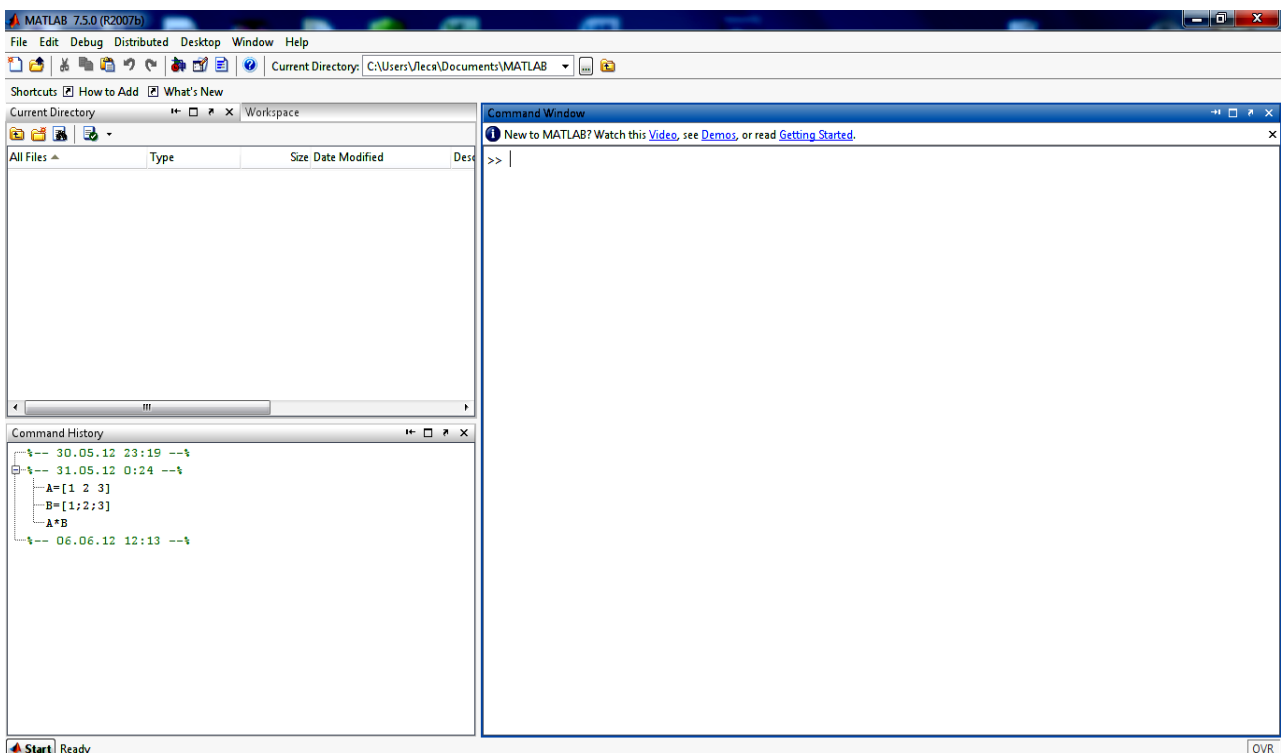 MATLAB 7.5.0 (R2007b)
File Edit Debug Distributed Desktop Window Help
Current Directory: C:\Users\Леся\Documents\MATLAB
Shortcuts How to Add What's New
Current Directory Workspace
All Files Type Size Date Modified Desc
Command History
%-- 30.05.12 23:19 --%
%-- 31.05.12 0:24 --%
A=[1 2 3]
B=[1;2;3]
A*B
%-- 06.06.12 12:13 --%
Command Window
New to MATLAB? Watch this Video, see Demos, or read Getting Started.
>>
Start Ready
OVR